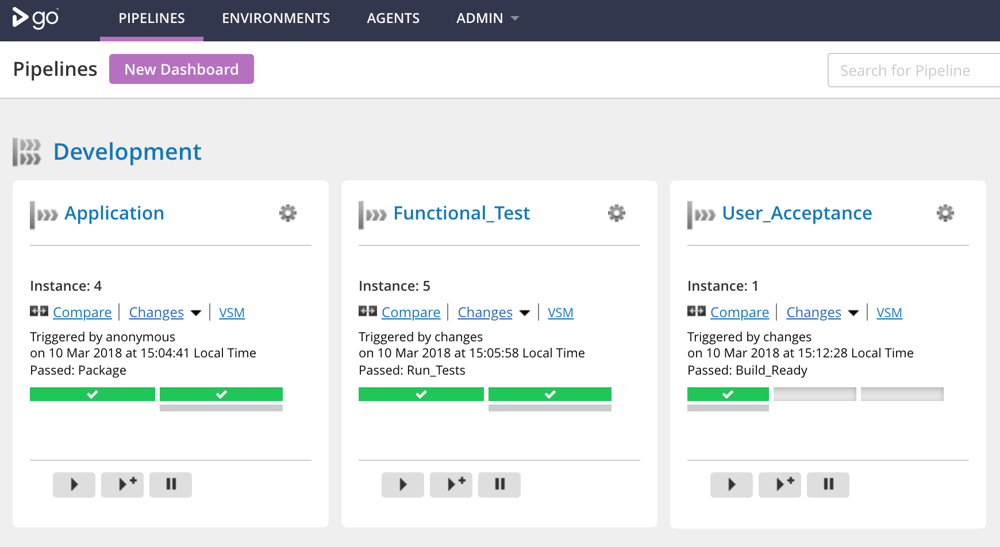 go PIPELINES ENVIRONMENTS AGENTS ADMIN
Pipelines New Dashboard Search for Pipeline
Development
Application
Instance: 4
Compare Changes VSM
Triggered by anonymous
on 10 Mar 2018 at 15:04:41 Local Time
Passed: Package
Functional_Test
Instance: 5
Compare Changes VSM
Triggered by changes
on 10 Mar 2018 at 15:05:58 Local Time
Passed: Run_Tests
User_Acceptance
Instance: 1
Compare Changes VSM
Triggered by changes
on 10 Mar 2018 at 15:12:28 Local Time
Passed: Build_Ready